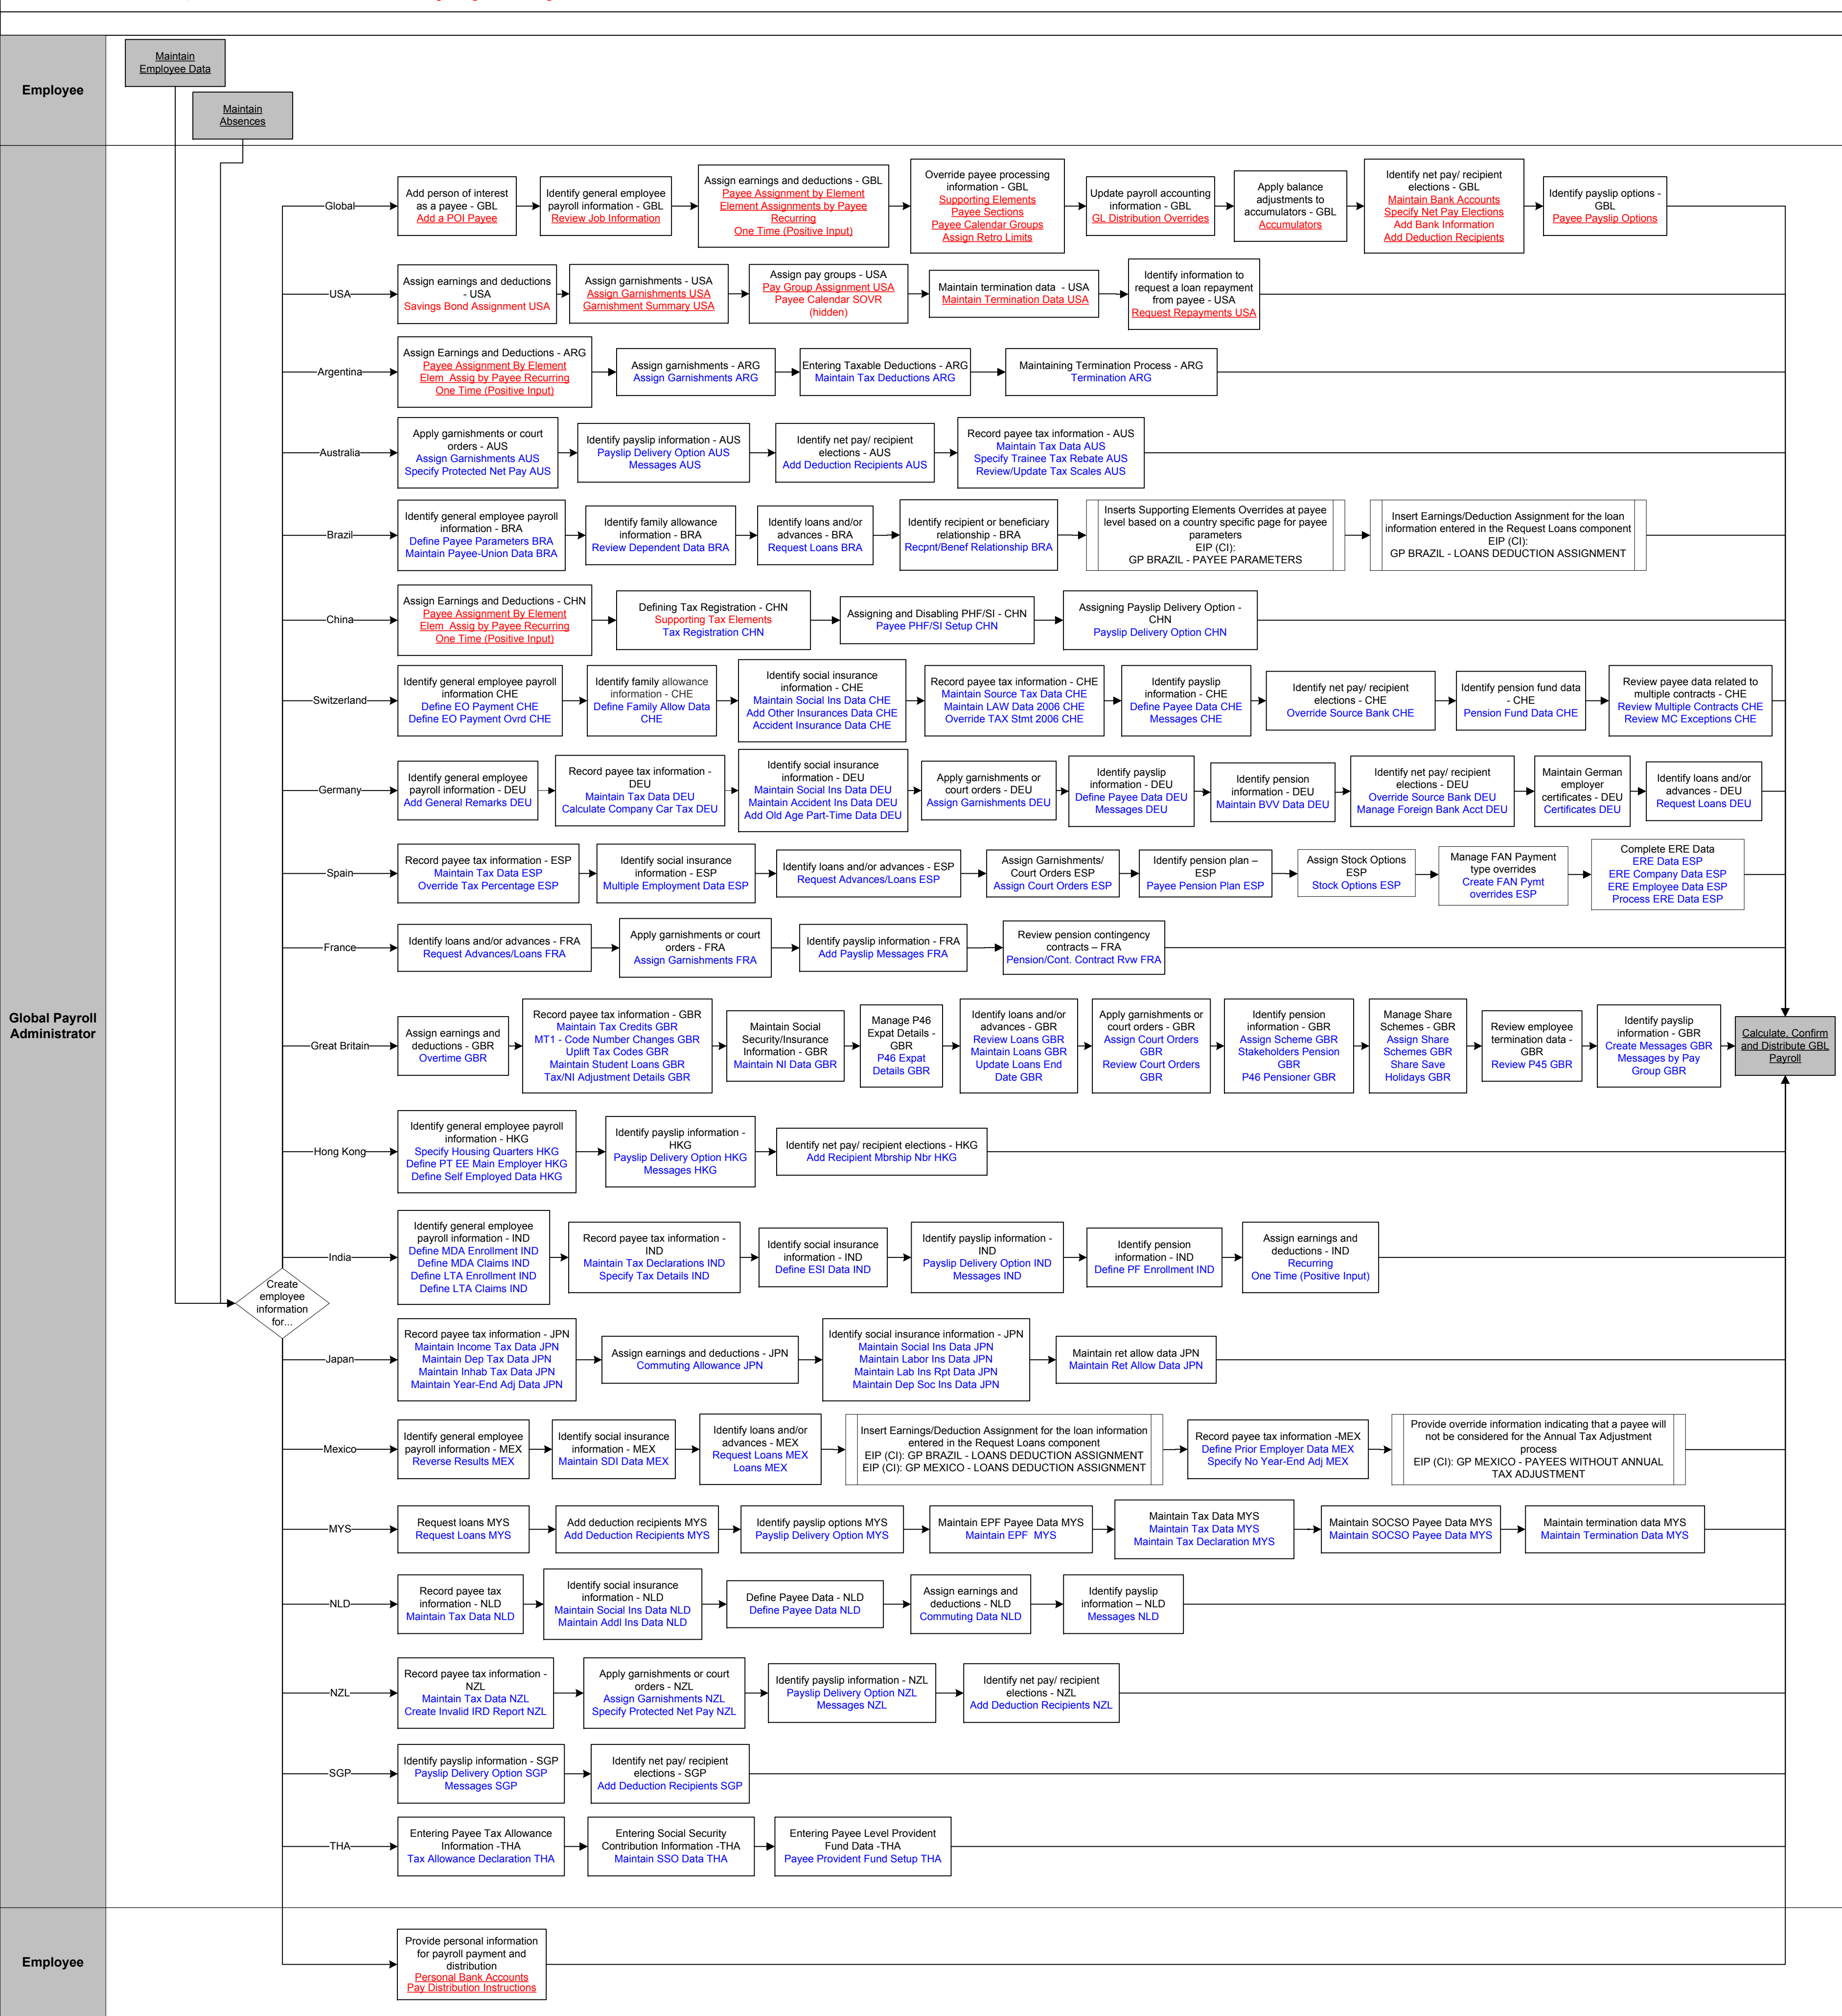 Employee
Maintain
Employee Data
Maintain
Absences
Global Payroll
Administrator
Create
employee
information
for...
Global
Add person of interest
as a payee - GBL
Add a POI Payee
Identify general employee
payroll information - GBL
Review Job Information
Assign earnings and deductions - GBL
Payee Assignment by Element
Element Assignments by Payee
Recurring
One Time (Positive Input)
Override payee processing
information - GBL
Supporting Elements
Payee Sections
Payee Calendar Groups
Assign Retro Limits
Update payroll accounting
information - GBL
GL Distribution Overrides
Apply balance
adjustments to
accumulators - GBL
Accumulators
Identify net pay/ recipient
elections - GBL
Maintain Bank Accounts
Specify Net Pay Elections
Add Bank Information
Add Deduction Recipients
Identify payslip options -
GBL
Payee Payslip Options
USA
Assign earnings and deductions
- USA
Savings Bond Assignment USA
Assign garnishments - USA
Assign Garnishments USA
Garnishment Summary USA
Assign pay groups - USA
Pay Group Assignment USA
Payee Calendar SOVR
(hidden)
Maintain termination data - USA
Maintain Termination Data USA
Identify information to
request a loan repayment
from payee - USA
Request Repayments USA
Argentina
Assign Earnings and Deductions - ARG
Payee Assignment By Element
Elem Assig by Payee Recurring
One Time (Positive Input)
Assign garnishments - ARG
Assign Garnishments ARG
Entering Taxable Deductions - ARG
Maintain Tax Deductions ARG
Maintaining Termination Process - ARG
Termination ARG
Australia
Apply garnishments or court
orders - AUS
Assign Garnishments AUS
Specify Protected Net Pay AUS
Identify payslip information - AUS
Payslip Delivery Option AUS
Messages AUS
Identify net pay/ recipient
elections - AUS
Add Deduction Recipients AUS
Record payee tax information - AUS
Maintain Tax Data AUS
Specify Trainee Tax Rebate AUS
Review/Update Tax Scales AUS
Brazil
Identify general employee payroll
information - BRA
Define Payee Parameters BRA
Maintain Payee-Union Data BRA
Identify family allowance
information - BRA
Review Dependent Data BRA
Identify loans and/or
advances - BRA
Request Loans BRA
Identify recipient or beneficiary
relationship - BRA
Recpnt/Benef Relationship BRA
Inserts Supporting Elements Overrides at payee
level based on a country specific page for payee
parameters
EIP (CI):
GP BRAZIL - PAYEE PARAMETERS
Insert Earnings/Deduction Assignment for the loan
information entered in the Request Loans component
EIP (CI):
GP BRAZIL - LOANS DEDUCTION ASSIGNMENT
China
Assign Earnings and Deductions - CHN
Payee Assignment By Element
Elem Assig by Payee Recurring
One Time (Positive Input)
Defining Tax Registration - CHN
Supporting Tax Elements
Tax Registration CHN
Assigning and Disabling PHF/SI - CHN
Payee PHF/SI Setup CHN
Assigning Payslip Delivery Option -
CHN
Payslip Delivery Option CHN
Switzerland
Identify general employee payroll
information CHE
Define EO Payment CHE
Define EO Payment Ovrd CHE
Identify family allowance
information - CHE
Define Family Allow Data
CHE
Identify social insurance
information - CHE
Maintain Social Ins Data CHE
Add Other Insurances Data CHE
Accident Insurance Data CHE
Record payee tax information - CHE
Maintain Source Tax Data CHE
Maintain LAW Data 2006 CHE
Override TAX Stmt 2006 CHE
Identify payslip
information - CHE
Define Payee Data CHE
Messages CHE
Identify net pay/ recipient
elections - CHE
Override Source Bank CHE
Identify pension fund data
- CHE
Pension Fund Data CHE
Review payee data related to
multiple contracts - CHE
Review Multiple Contracts CHE
Review MC Exceptions CHE
Germany
Identify general employee
payroll information - DEU
Add General Remarks DEU
Record payee tax information -
DEU
Maintain Tax Data DEU
Calculate Company Car Tax DEU
Identify social insurance
information - DEU
Maintain Social Ins Data DEU
Maintain Accident Ins Data DEU
Add Old Age Part-Time Data DEU
Apply garnishments or
court orders - DEU
Assign Garnishments DEU
Identify payslip
information - DEU
Define Payee Data DEU
Messages DEU
Identify pension
information - DEU
Maintain BVV Data DEU
Identify net pay/ recipient
elections - DEU
Override Source Bank DEU
Manage Foreign Bank Acct DEU
Maintain German
employer
certificates - DEU
Certificates DEU
Identify loans and/or
advances - DEU
Request Loans DEU
Spain
Record payee tax information - ESP
Maintain Tax Data ESP
Override Tax Percentage ESP
Identify social insurance
information - ESP
Multiple Employment Data ESP
Identify loans and/or advances - ESP
Request Advances/Loans ESP
Assign Garnishments/
Court Orders ESP
Assign Court Orders ESP
Identify pension plan –
ESP
Payee Pension Plan ESP
Assign Stock Options
ESP
Stock Options ESP
Manage FAN Payment
type overrides
Create FAN Pymt
overrides ESP
Complete ERE Data
ERE Data ESP
ERE Company Data ESP
ERE Employee Data ESP
Process ERE Data ESP
France
Identify loans and/or advances - FRA
Request Advances/Loans FRA
Apply garnishments or court
orders - FRA
Assign Garnishments FRA
Identify payslip information - FRA
Add Payslip Messages FRA
Review pension contingency
contracts – FRA
Pension/Cont. Contract Rvw FRA
Great Britain
Assign earnings and
deductions - GBR
Overtime GBR
Record payee tax information - GBR
Maintain Tax Credits GBR
MT1 - Code Number Changes GBR
Uplift Tax Codes GBR
Maintain Student Loans GBR
Tax/NI Adjustment Details GBR
Maintain Social
Security/Insurance
Information - GBR
Maintain NI Data GBR
Manage P46
Expat Details -
GBR
P46 Expat
Details GBR
Identify loans and/or
advances - GBR
Review Loans GBR
Maintain Loans GBR
Update Loans End
Date GBR
Apply garnishments or
court orders - GBR
Assign Court Orders
GBR
Review Court Orders
GBR
Identify pension
information - GBR
Assign Scheme GBR
Stakeholders Pension
GBR
P46 Pensioner GBR
Manage Share
Schemes - GBR
Assign Share
Schemes GBR
Share Save
Holidays GBR
Review employee
termination data -
GBR
Review P45 GBR
Identify payslip
information - GBR
Create Messages GBR
Messages by Pay
Group GBR
Calculate, Confirm
and Distribute GBL
Payroll
Hong Kong
Identify general employee payroll
information - HKG
Specify Housing Quarters HKG
Define PT EE Main Employer HKG
Define Self Employed Data HKG
Identify payslip information -
HKG
Payslip Delivery Option HKG
Messages HKG
Identify net pay/ recipient elections - HKG
Add Recipient Mbrship Nbr HKG
India
Identify general employee
payroll information - IND
Define MDA Enrollment IND
Define MDA Claims IND
Define LTA Enrollment IND
Define LTA Claims IND
Record payee tax information -
IND
Maintain Tax Declarations IND
Specify Tax Details IND
Identify social insurance
information - IND
Define ESI Data IND
Identify payslip information -
IND
Payslip Delivery Option IND
Messages IND
Identify pension
information - IND
Define PF Enrollment IND
Assign earnings and
deductions - IND
Recurring
One Time (Positive Input)
Japan
Record payee tax information - JPN
Maintain Income Tax Data JPN
Maintain Dep Tax Data JPN
Maintain Inhab Tax Data JPN
Maintain Year-End Adj Data JPN
Assign earnings and deductions - JPN
Commuting Allowance JPN
Identify social insurance information - JPN
Maintain Social Ins Data JPN
Maintain Labor Ins Data JPN
Maintain Lab Ins Rpt Data JPN
Maintain Dep Soc Ins Data JPN
Maintain ret allow data JPN
Maintain Ret Allow Data JPN
Mexico
Identify general employee
payroll information - MEX
Reverse Results MEX
Identify social insurance
information - MEX
Maintain SDI Data MEX
Identify loans and/or
advances - MEX
Request Loans MEX
Loans MEX
Insert Earnings/Deduction Assignment for the loan information
entered in the Request Loans component
EIP (CI): GP BRAZIL - LOANS DEDUCTION ASSIGNMENT
EIP (CI): GP MEXICO - LOANS DEDUCTION ASSIGNMENT
Record payee tax information -MEX
Define Prior Employer Data MEX
Specify No Year-End Adj MEX
Provide override information indicating that a payee will
not be considered for the Annual Tax Adjustment
process
EIP (CI): GP MEXICO - PAYEES WITHOUT ANNUAL
TAX ADJUSTMENT
MYS
Request loans MYS
Request Loans MYS
Add deduction recipients MYS
Add Deduction Recipients MYS
Identify payslip options MYS
Payslip Delivery Option MYS
Maintain EPF Payee Data MYS
Maintain EPF MYS
Maintain Tax Data MYS
Maintain Tax Data MYS
Maintain Tax Declaration MYS
Maintain SOCSO Payee Data MYS
Maintain SOCSO Payee Data MYS
Maintain termination data MYS
Maintain Termination Data MYS
NLD
Record payee tax
information - NLD
Maintain Tax Data NLD
Identify social insurance
information - NLD
Maintain Social Ins Data NLD
Maintain Addl Ins Data NLD
Define Payee Data - NLD
Define Payee Data NLD
Assign earnings and
deductions - NLD
Commuting Data NLD
Identify payslip
information – NLD
Messages NLD
NZL
Record payee tax information -
NZL
Maintain Tax Data NZL
Create Invalid IRD Report NZL
Apply garnishments or court
orders - NZL
Assign Garnishments NZL
Specify Protected Net Pay NZL
Identify payslip information - NZL
Payslip Delivery Option NZL
Messages NZL
Identify net pay/ recipient
elections - NZL
Add Deduction Recipients NZL
SGP
Identify payslip information - SGP
Payslip Delivery Option SGP
Messages SGP
Identify net pay/ recipient
elections - SGP
Add Deduction Recipients SGP
THA
Entering Payee Tax Allowance
Information -THA
Tax Allowance Declaration THA
Entering Social Security
Contribution Information -THA
Maintain SSO Data THA
Entering Payee Level Provident
Fund Data -THA
Payee Provident Fund Setup THA
Employee
Provide personal information
for payroll payment and
distribution
Personal Bank Accounts
Pay Distribution Instructions